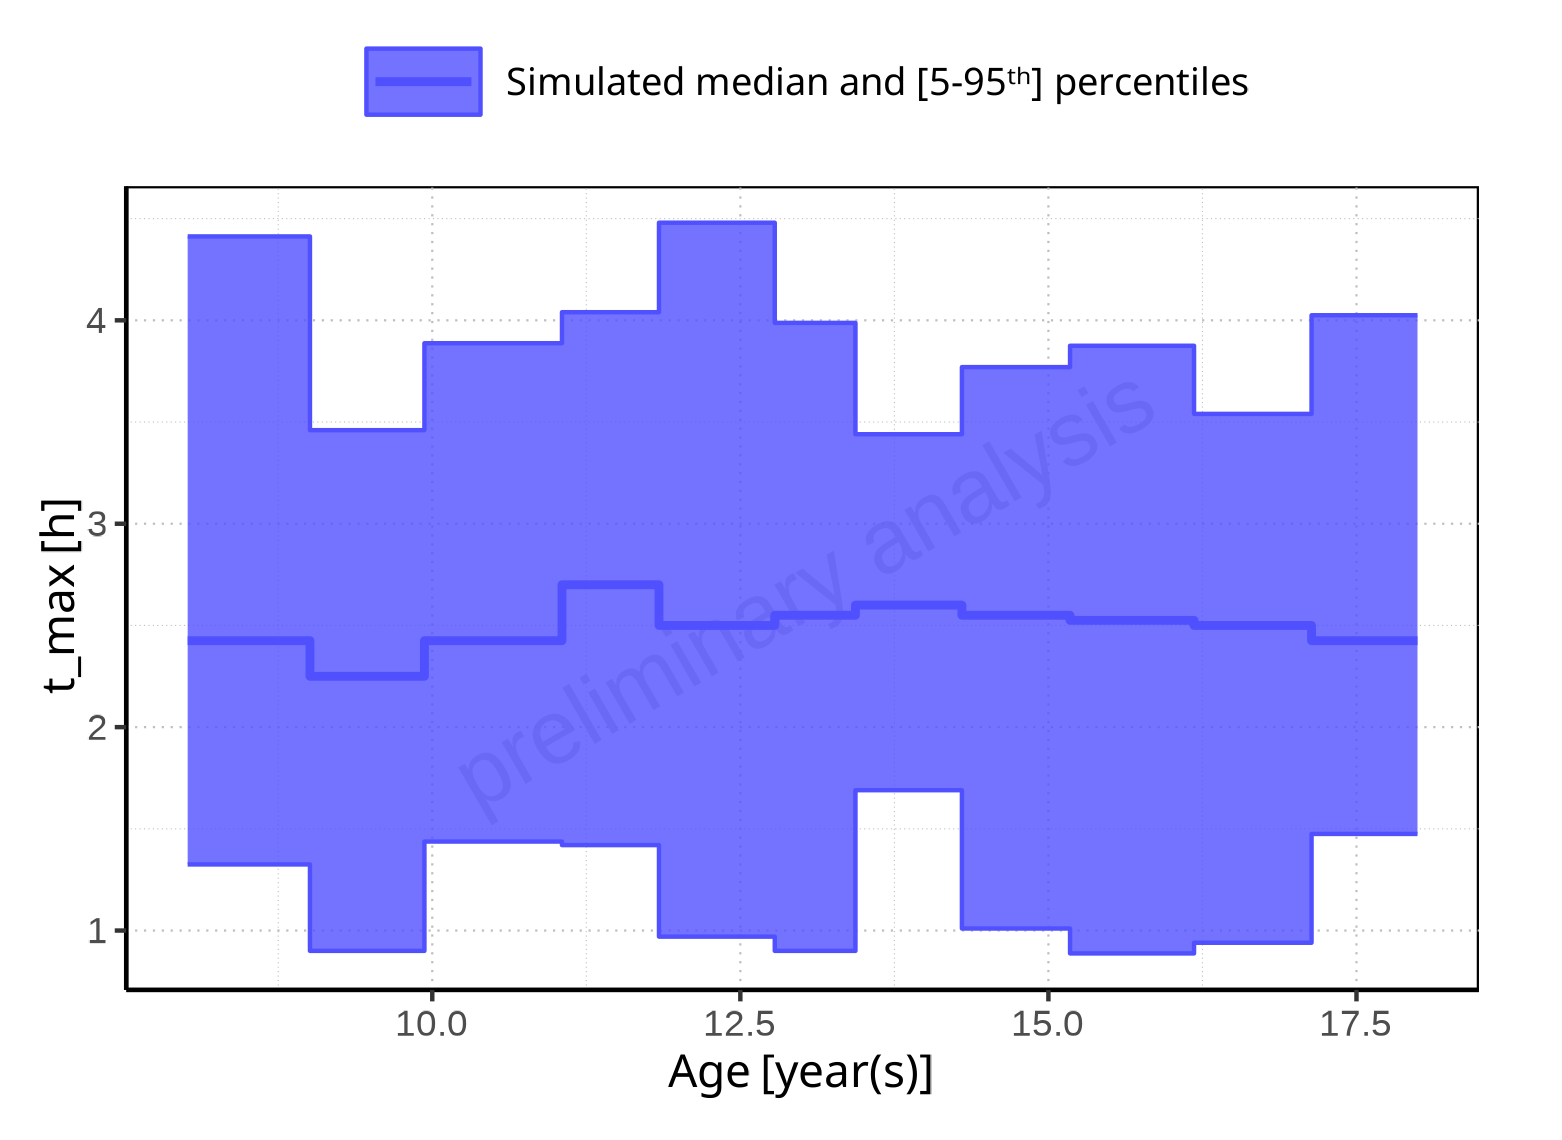 Simulated median and [5-95ᵗʰ] percentiles
t_max [h]
4
3
2
1
preliminary analysis
10.0 12.5 15.0 17.5
Age [year(s)]